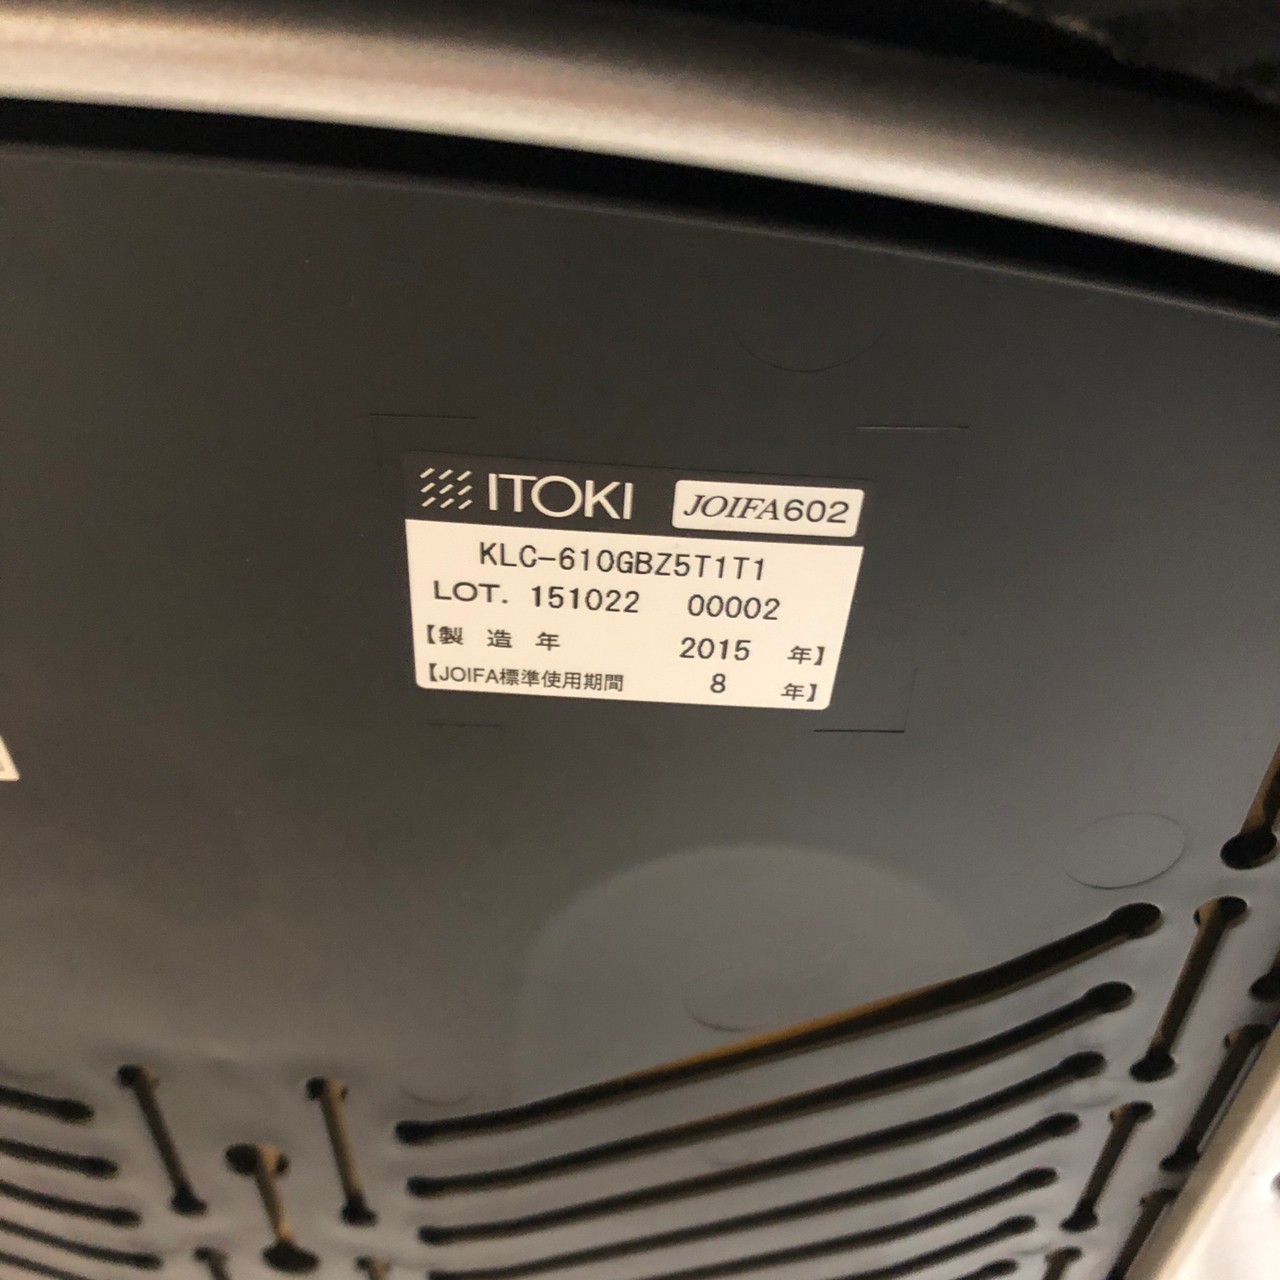 ITOKI JOIFA602
KLC-610GBZ5T1T1
LOT. 151022 00002
【製造年 2015 年】
【JOIFA標準使用期間 8 年】